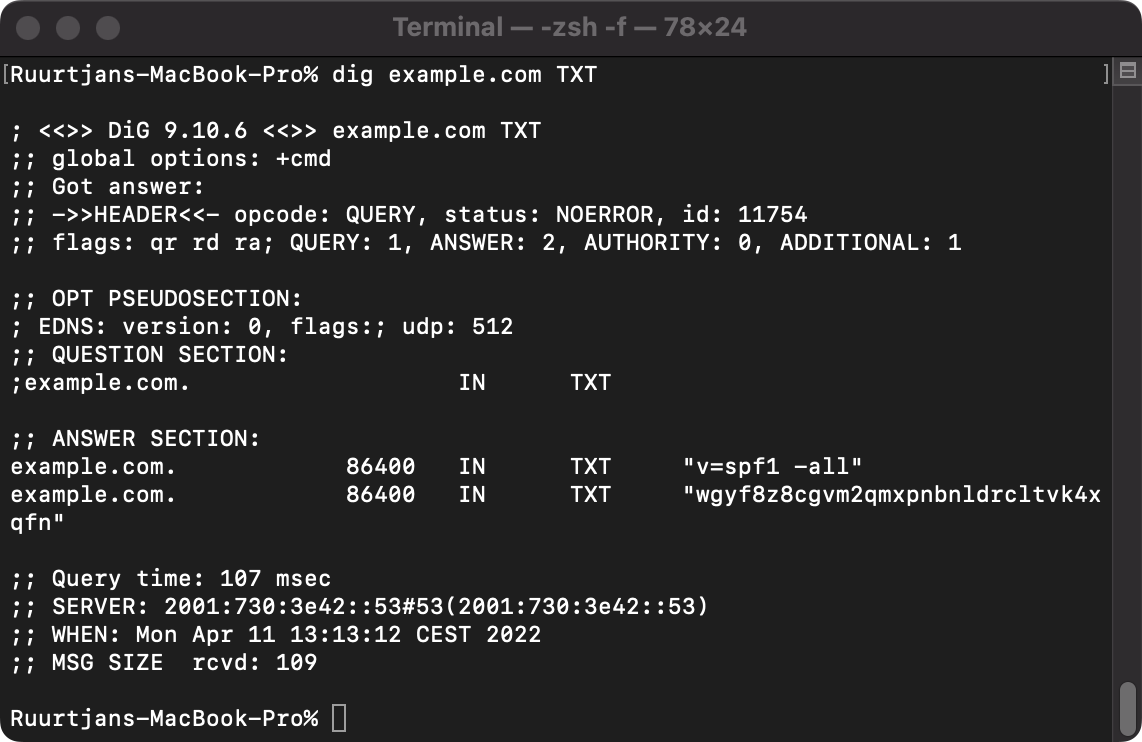 Terminal — -zsh -f — 78×24
[Ruurtjans-MacBook-Pro% dig example.com TXT ]
; <<>> DiG 9.10.6 <<>> example.com TXT
;; global options: +cmd
;; Got answer:
;; ->>HEADER<<- opcode: QUERY, status: NOERROR, id: 11754
;; flags: qr rd ra; QUERY: 1, ANSWER: 2, AUTHORITY: 0, ADDITIONAL: 1
;; OPT PSEUDOSECTION:
; EDNS: version: 0, flags:; udp: 512
;; QUESTION SECTION:
;example.com. IN TXT
;; ANSWER SECTION:
example.com. 86400 IN TXT "v=spf1 -all"
example.com. 86400 IN TXT "wgyf8z8cgvm2qmxpnbnldrcltvk4x
qfn"
;; Query time: 107 msec
;; SERVER: 2001:730:3e42::53#53(2001:730:3e42::53)
;; WHEN: Mon Apr 11 13:13:12 CEST 2022
;; MSG SIZE  rcvd: 109
Ruurtjans-MacBook-Pro%